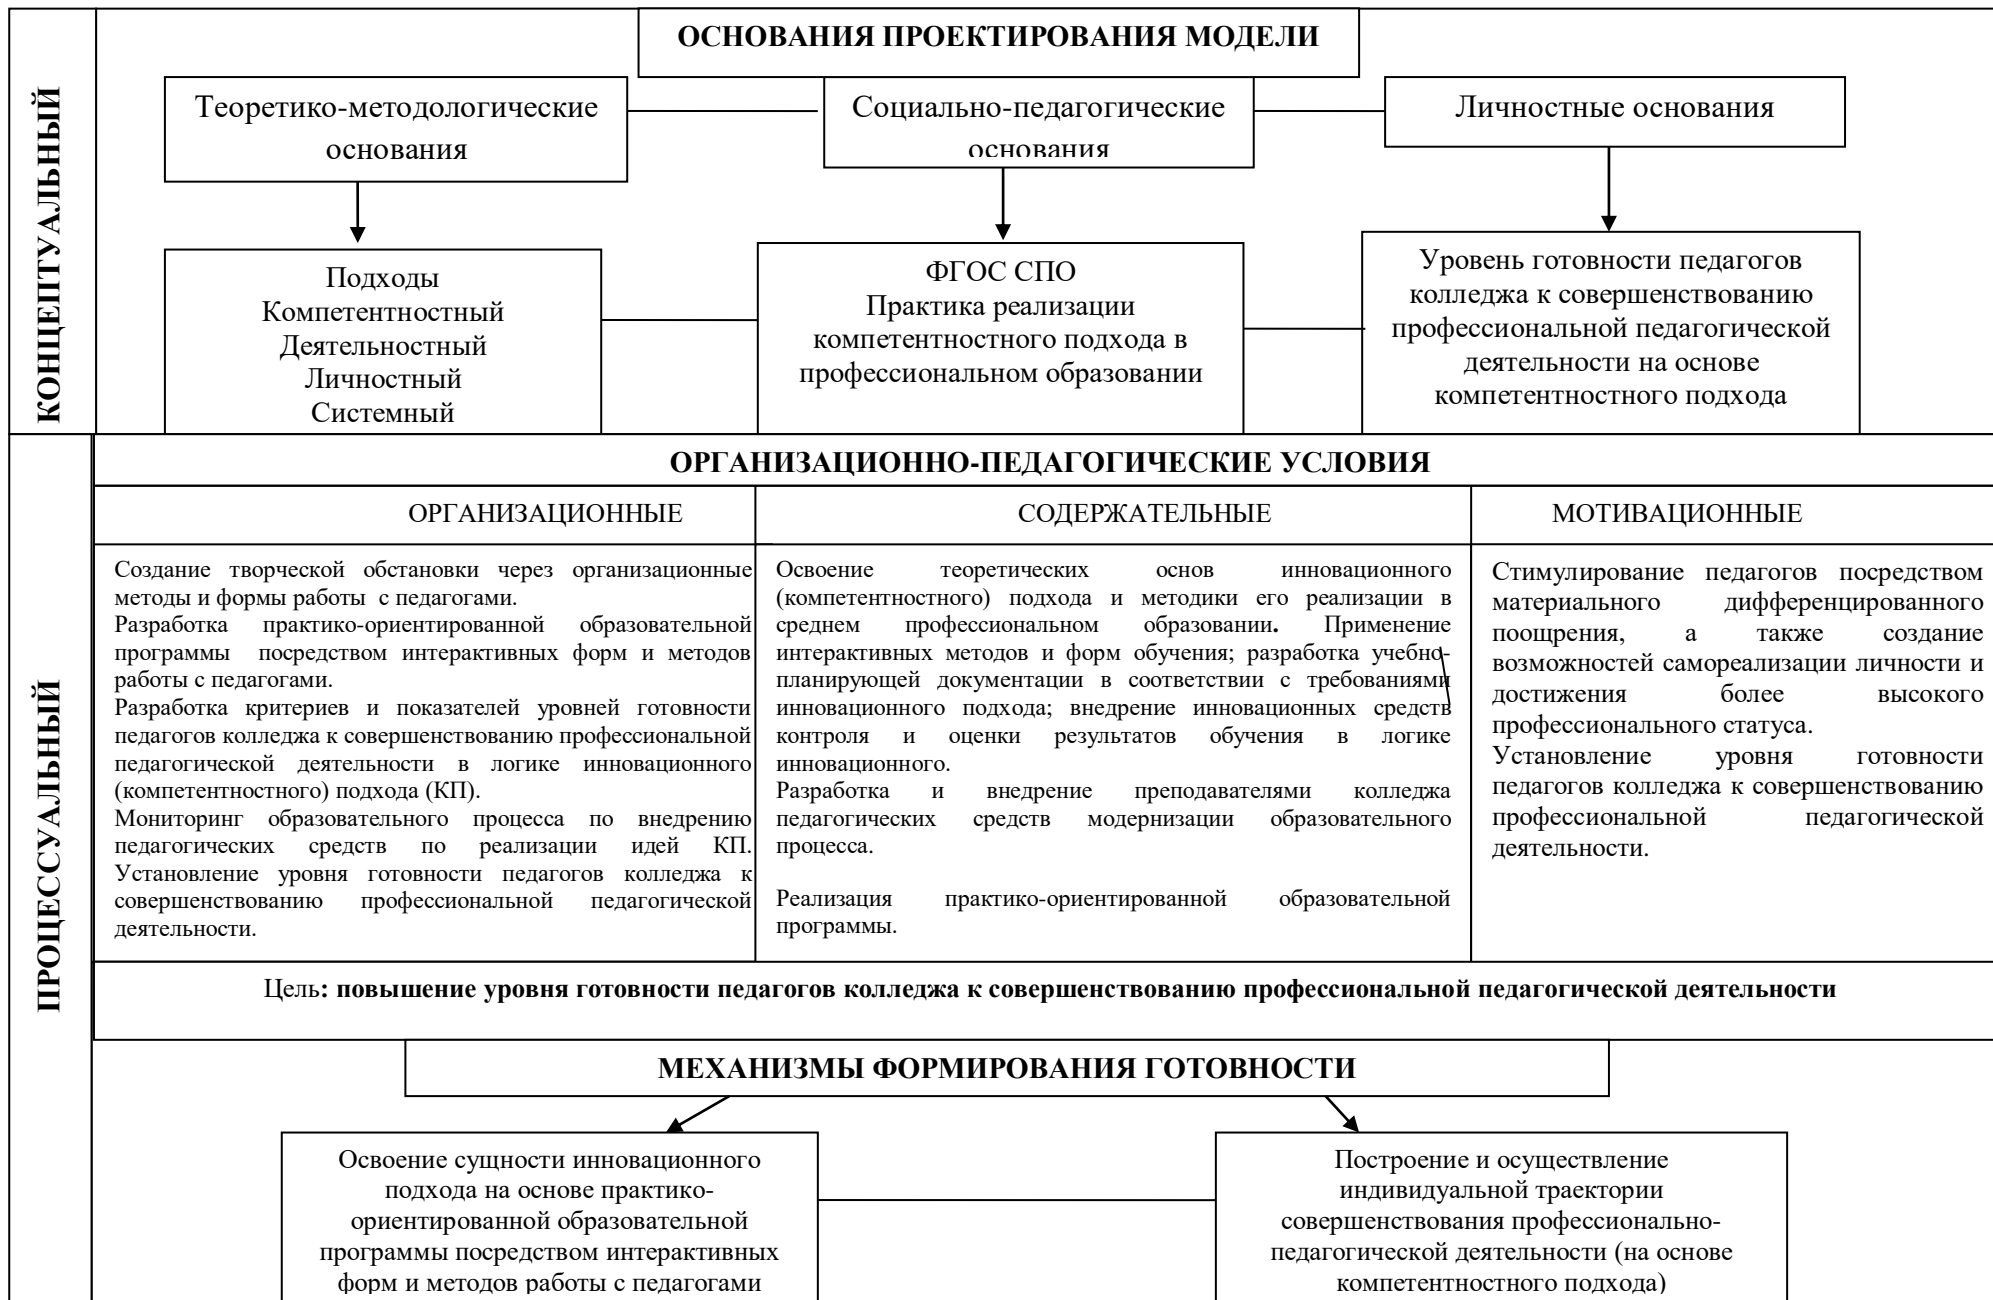 КОНЦЕПТУАЛЬНЫЙ
ОСНОВАНИЯ ПРОЕКТИРОВАНИЯ МОДЕЛИ
Теоретико-методологические
основания
Социально-педагогические
основания
Личностные основания
Подходы
Компетентностный
Деятельностный
Личностный
Системный
ФГОС СПО
Практика реализации
компетентностного подхода в
профессиональном образовании
Уровень готовности педагогов
колледжа к совершенствованию
профессиональной педагогической
деятельности на основе
компетентностного подхода
ПРОЦЕССУАЛЬНЫЙ
ОРГАНИЗАЦИОННО-ПЕДАГОГИЧЕСКИЕ УСЛОВИЯ
ОРГАНИЗАЦИОННЫЕ
Создание творческой обстановки через организационные
методы и формы работы с педагогами.
Разработка практико-ориентированной образовательной
программы посредством интерактивных форм и методов
работы с педагогами.
Разработка критериев и показателей уровней готовности
педагогов колледжа к совершенствованию профессиональной
педагогической деятельности в логике инновационного
(компетентностного) подхода (КП).
Мониторинг образовательного процесса по внедрению
педагогических средств по реализации идей КП.
Установление уровня готовности педагогов колледжа к
совершенствованию профессиональной педагогической
деятельности.
СОДЕРЖАТЕЛЬНЫЕ
Освоение теоретических основ инновационного
(компетентностного) подхода и методики его реализации в
среднем профессиональном образовании. Применение
интерактивных методов и форм обучения; разработка учебно-
планирующей документации в соответствии с требованиями
инновационного подхода; внедрение инновационных средств
контроля и оценки результатов обучения в логике
инновационного.
Разработка и внедрение преподавателями колледжа
педагогических средств модернизации образовательного
процесса.
Реализация практико-ориентированной образовательной
программы.
МОТИВАЦИОННЫЕ
Стимулирование педагогов посредством
материального дифференцированного
поощрения, а также создание
возможностей самореализации личности и
достижения более высокого
профессионального статуса.
Установление уровня готовности
педагогов колледжа к совершенствованию
профессиональной педагогической
деятельности.
Цель: повышение уровня готовности педагогов колледжа к совершенствованию профессиональной педагогической деятельности
МЕХАНИЗМЫ ФОРМИРОВАНИЯ ГОТОВНОСТИ
Освоение сущности инновационного
подхода на основе практико-
ориентированной образовательной
программы посредством интерактивных
форм и методов работы с педагогами
Построение и осуществление
индивидуальной траектории
совершенствования профессионально-
педагогической деятельности (на основе
компетентностного подхода)